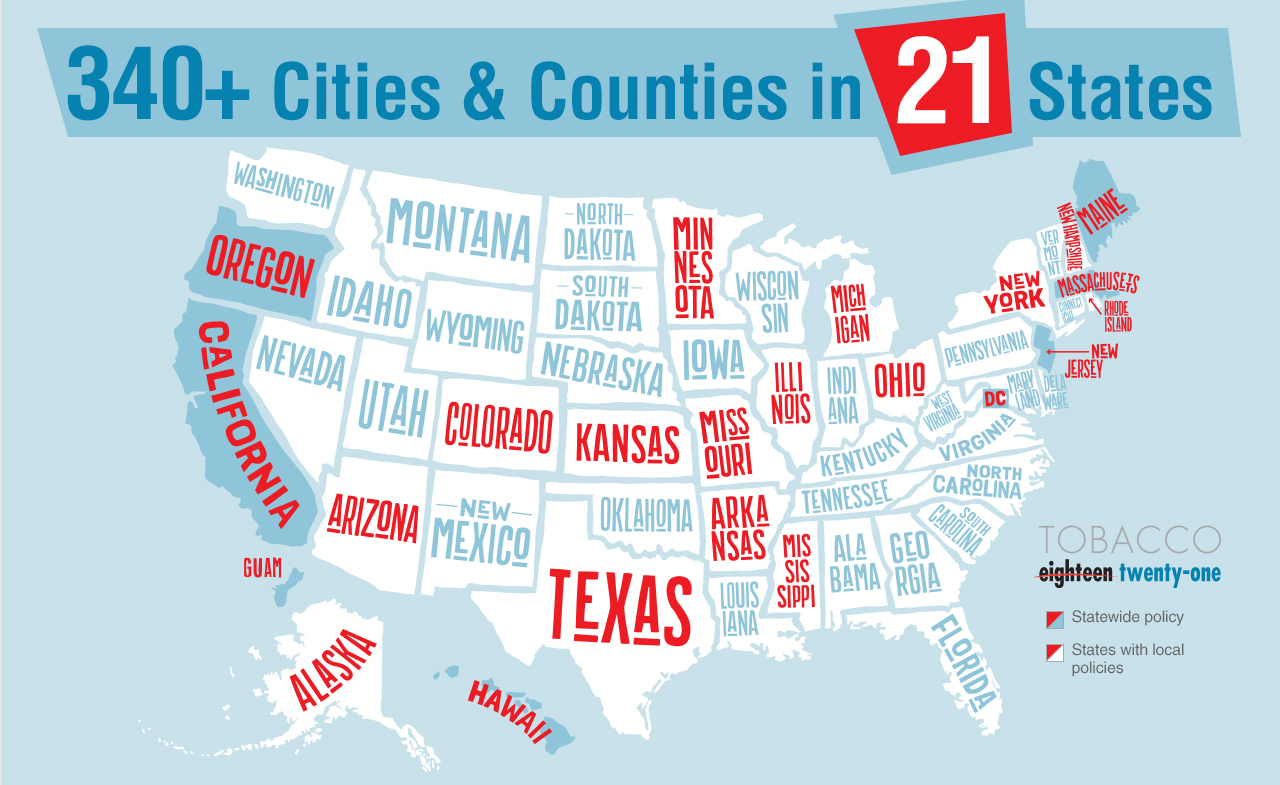 340+ Cities & Counties in 21 States
WASHINGTON
MONTANA
NORTH
DAKOTA
MIN
NES
OTA
OREGON
IDAHO
WYOMING
SOUTH
DAKOTA
WISCON
SIN
MICH
IGAN
NEW
YORK
VER
MO
NT
NEW HAMPSHIRE
MAINE
MASSACHUSETS
CONNECT
ICUT
RHODE
ISLAND
CALIFORNIA
NEVADA
UTAH
COLORADO
NEBRASKA
KANSAS
IOWA
MISS
OURI
ILLI
NOIS
INDI
ANA
OHIO
PENNSYLVANIA
NEW
JERSEY
DC
MARY
LAND
DELA
WARE
WEST
VIRGINIA
VIRGINIA
KENTUCKY
NORTH
CAROLINA
TENNESSEE
SOUTH
CAROLINA
ARIZONA
NEW
MEXICO
OKLAHOMA
ARKA
NSAS
TEXAS
LOUIS
IANA
MIS
SIS
SIPPI
ALA
BAMA
GEO
RGIA
FLORIDA
GUAM
ALASKA
HAWAII
TOBACCO
eighteen twenty-one
Statewide policy
States with local
policies